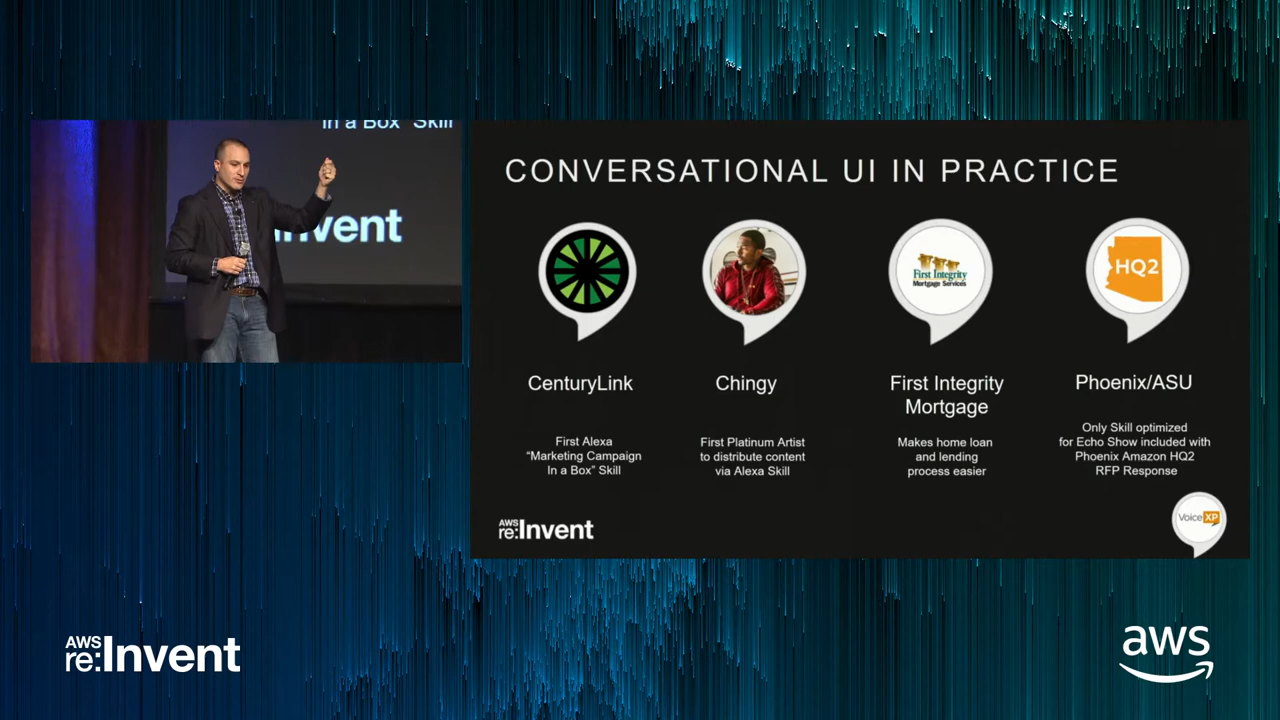 In a Box" Skill
Invent
CONVERSATIONAL UI IN PRACTICE
First Integrity
Mortgage Services
HQ2
CenturyLink
Chingy
First Integrity
Mortgage
Phoenix/ASU
First Alexa
“Marketing Campaign
In a Box” Skill
First Platinum Artist
to distribute content
via Alexa Skill
Makes home loan
and lending
process easier
Only Skill optimized
for Echo Show included with
Phoenix Amazon HQ2
RFP Response
AWS
re:Invent
Voice XP
AWS
re:Invent
aws